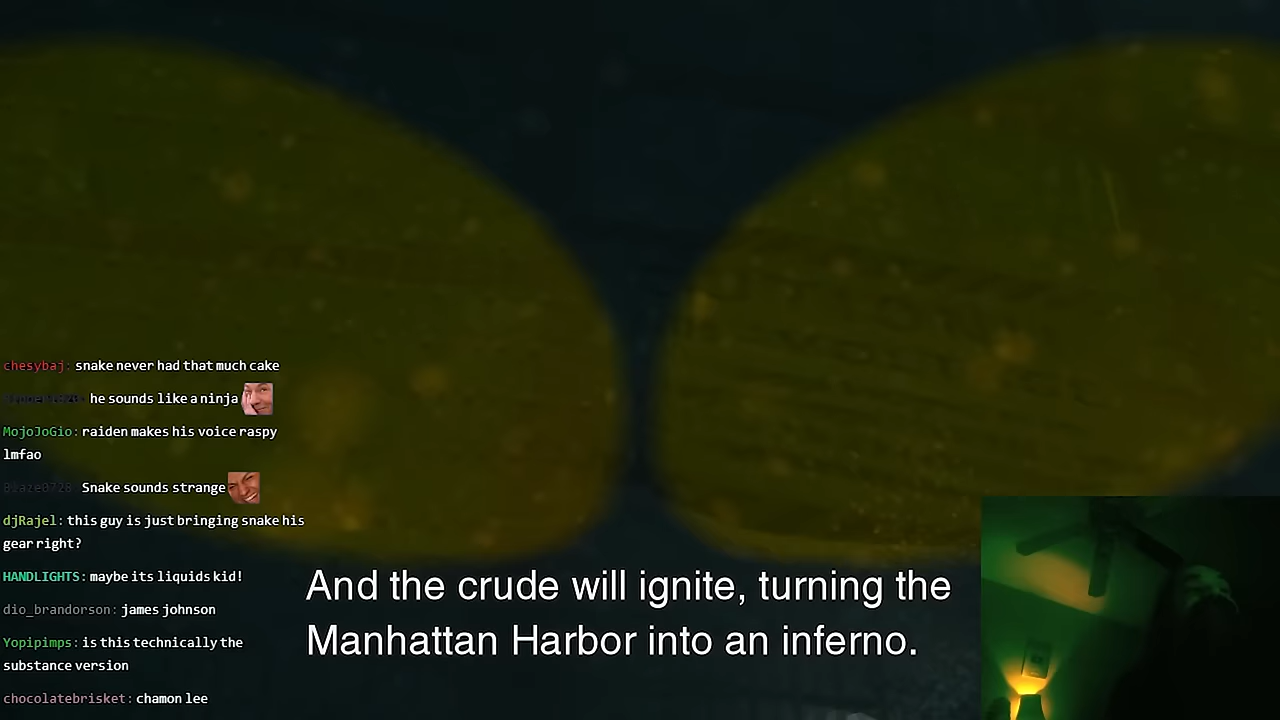 chesybaj: snake never had that much cake
he sounds like a ninja
MojoJoGio: raiden makes his voice raspy
lmfao
Blaze0728: Snake sounds strange
djRajel: this guy is just bringing snake his
gear right?
HANDLIGHTS: maybe its liquids kid!
dio_brandorson: james johnson
Yopipimps: is this technically the
substance version
chocolatebrisket: chamon lee
And the crude will ignite, turning the
Manhattan Harbor into an inferno.